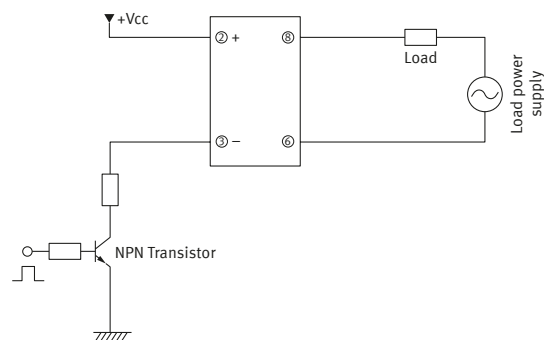 +Vcc
② +
⑧
Load
Load power
supply
③ −
⑥
NPN Transistor